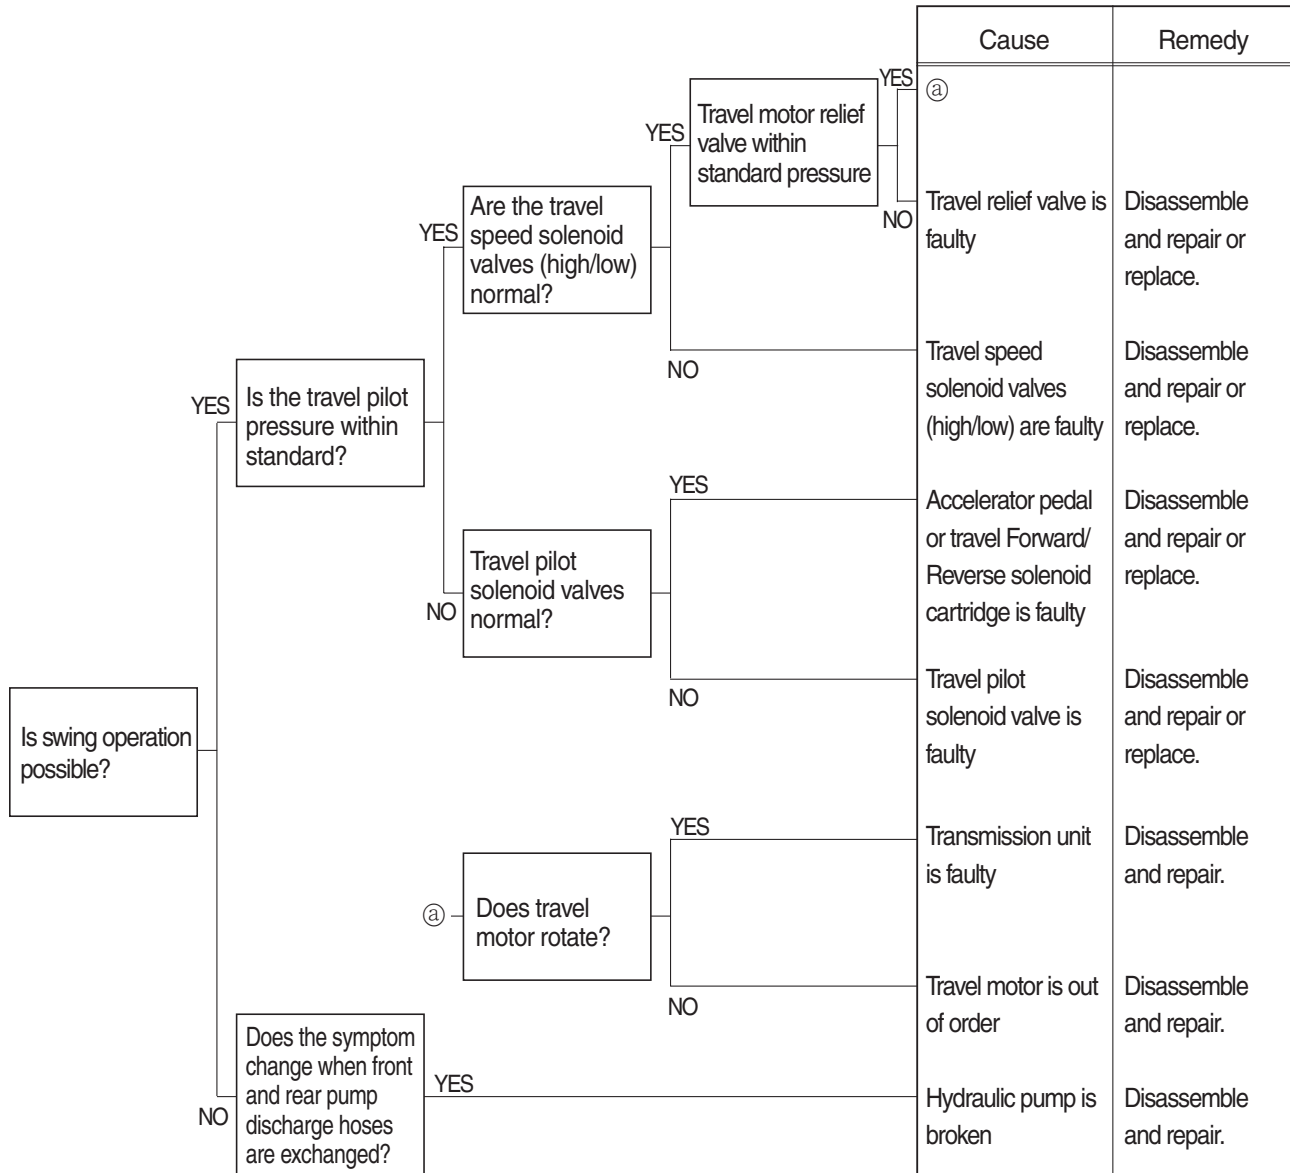 Cause
Remedy
YES
ⓐ
Travel motor relief
valve within
standard pressure
YES
NO
Travel relief valve is
faulty
Disassemble
and repair or
replace.
Are the travel
speed solenoid
valves (high/low)
normal?
YES
NO
Travel speed
solenoid valves
(high/low) are faulty
Disassemble
and repair or
replace.
YES
Is the travel pilot
pressure within
standard?
YES
Accelerator pedal
or travel Forward/
Reverse solenoid
cartridge is faulty
Disassemble
and repair or
replace.
NO
Travel pilot
solenoid valves
normal?
NO
Travel pilot
solenoid valve is
faulty
Disassemble
and repair or
replace.
Is swing operation
possible?
YES
Transmission unit
is faulty
Disassemble
and repair.
ⓐ
Does travel
motor rotate?
NO
Travel motor is out
of order
Disassemble
and repair.
NO
Does the symptom
change when front
and rear pump
discharge hoses
are exchanged?
YES
Hydraulic pump is
broken
Disassemble
and repair.